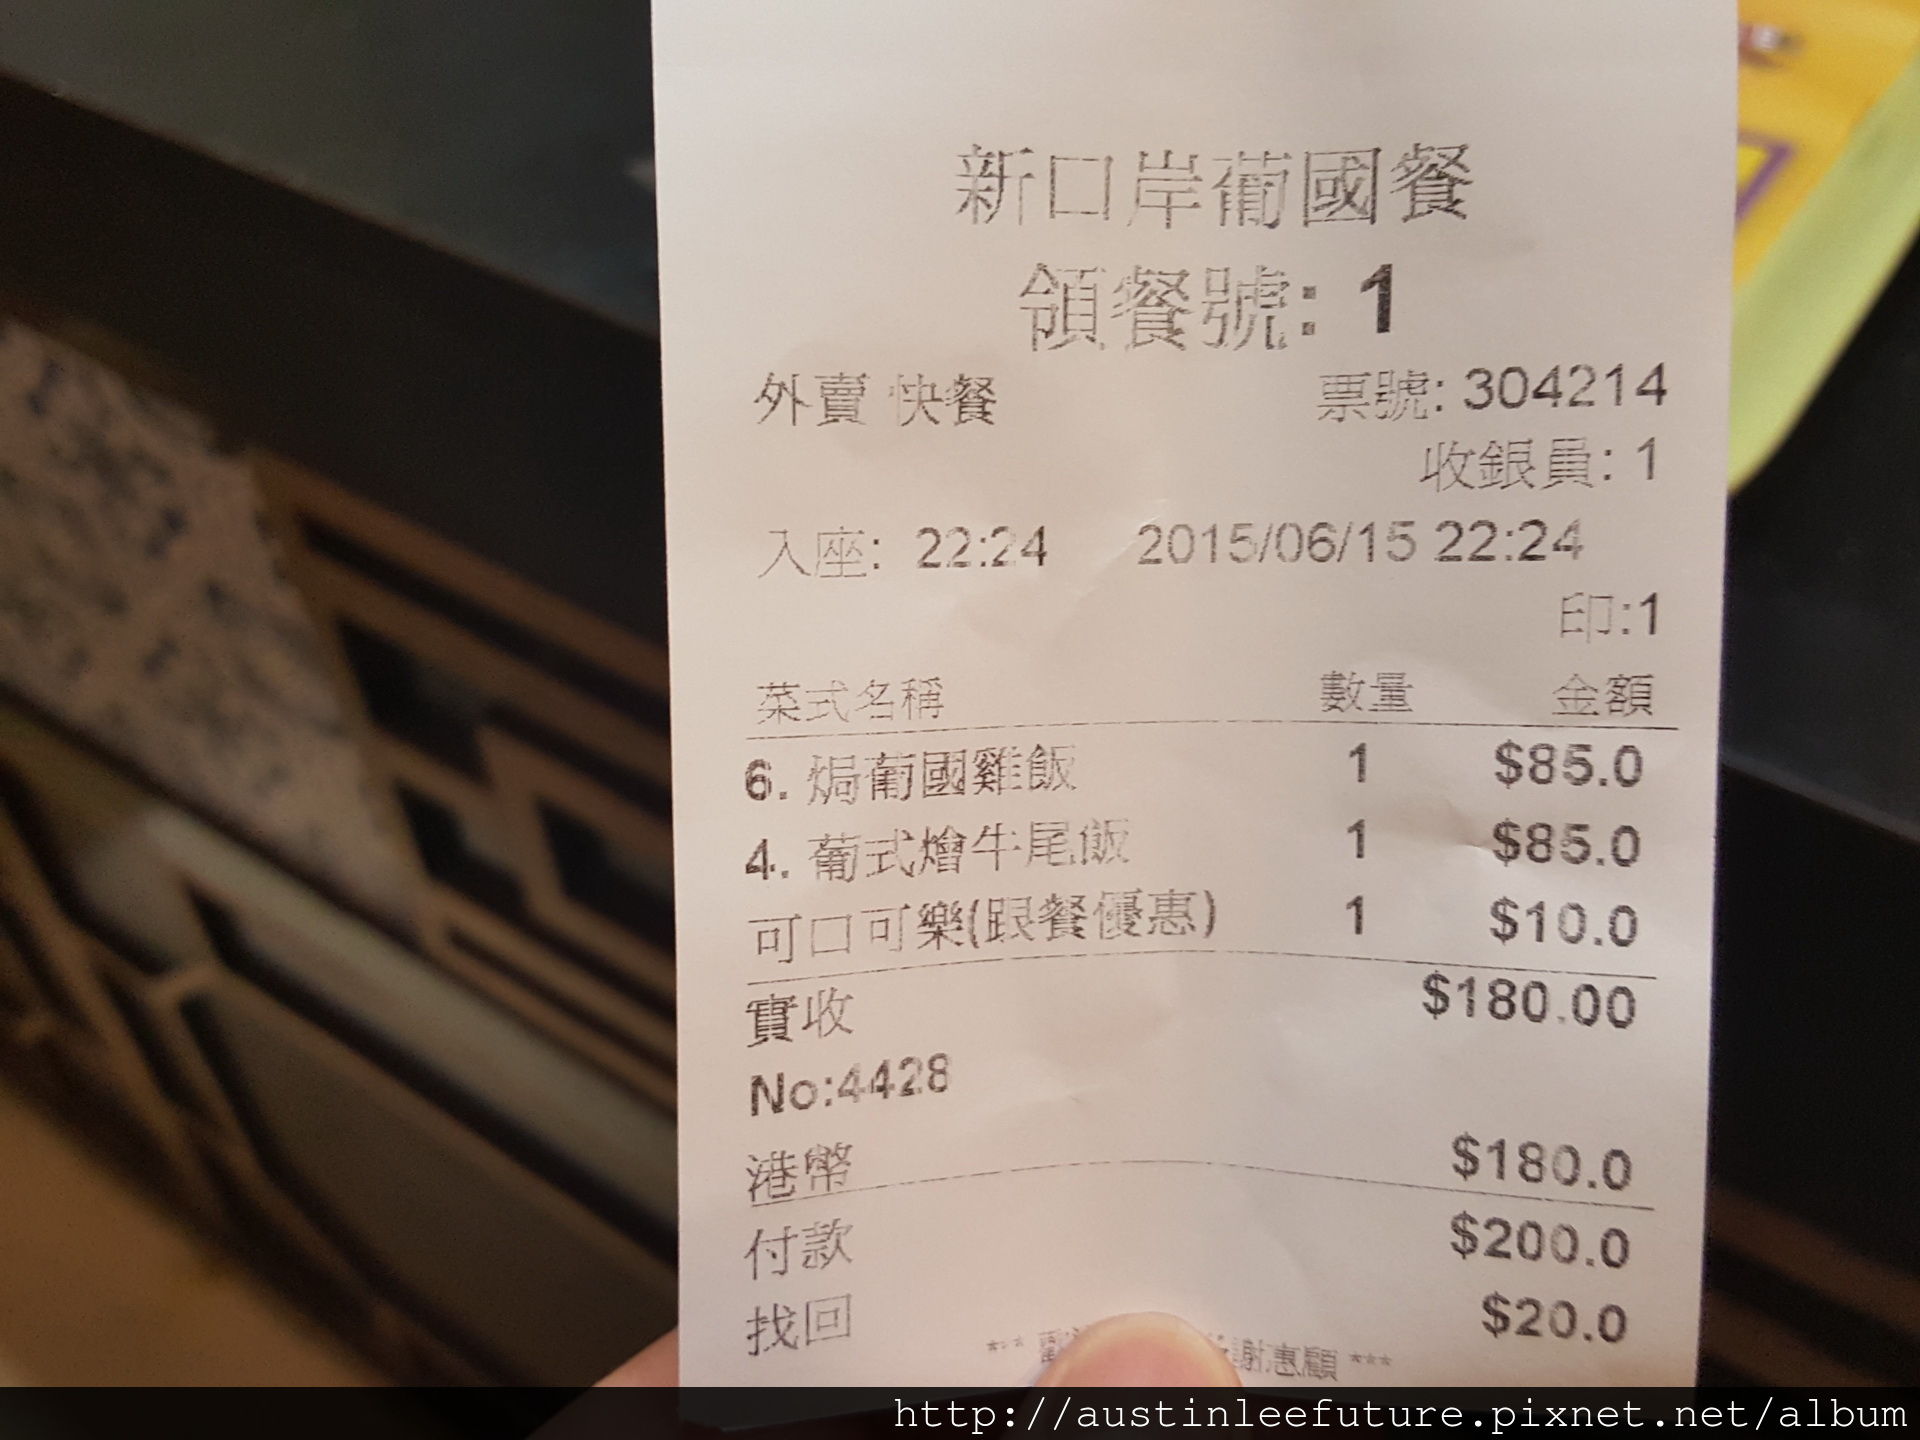 新口岸葡國餐
領餐號: 1
外賣 快餐 票號: 304214
收銀員: 1
入座: 22:24 2015/06/15 22:24
印:1
菜式名稱 數量 金額
6. 焗葡國雞飯 1 $85.0
4. 葡式燴牛尾飯 1 $85.0
可口可樂(跟餐優惠) 1 $10.0
實收 $180.00
No:4428
港幣 $180.0
付款 $200.0
找回 $20.0
*** 謝惠顧 ***
http://austinleefuture.pixnet.net/album